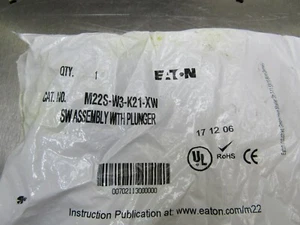 QTY. 1 EATON
CAT. NO. M22S-W3-K21-XW
SW ASSEMBLY WITH PLUNGER
17 12 06
UL RoHS CE
00702113000000
Instruction Publication at: www.eaton.com/m22